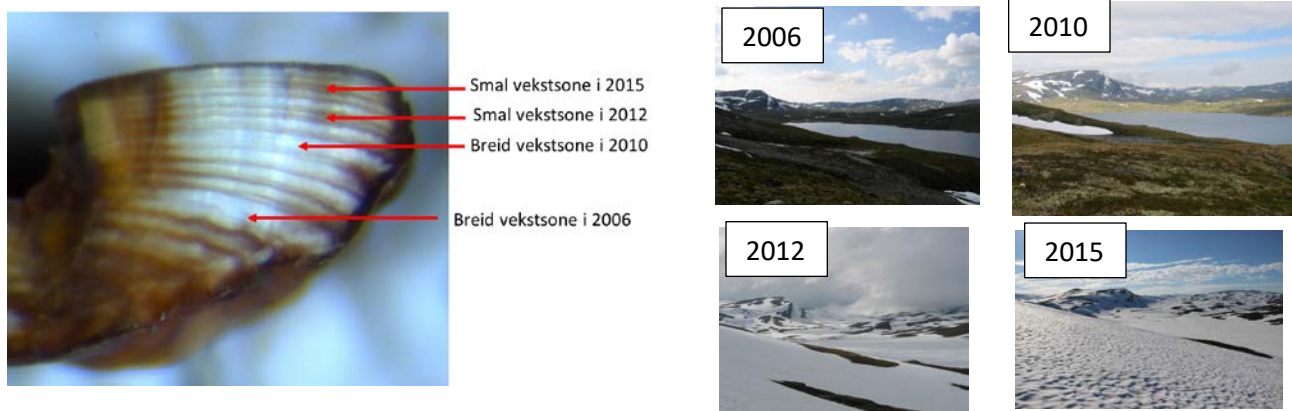 Smal vekstsone i 2015
Smal vekstsone i 2012
Breid vekstsone i 2010
Breid vekstsone i 2006
2006
2010
2012
2015